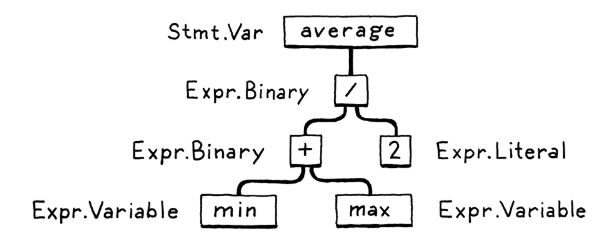 Stmt.Var average
Expr.Binary /
Expr.Binary + 2 Expr.Literal
Expr.Variable min max Expr.Variable